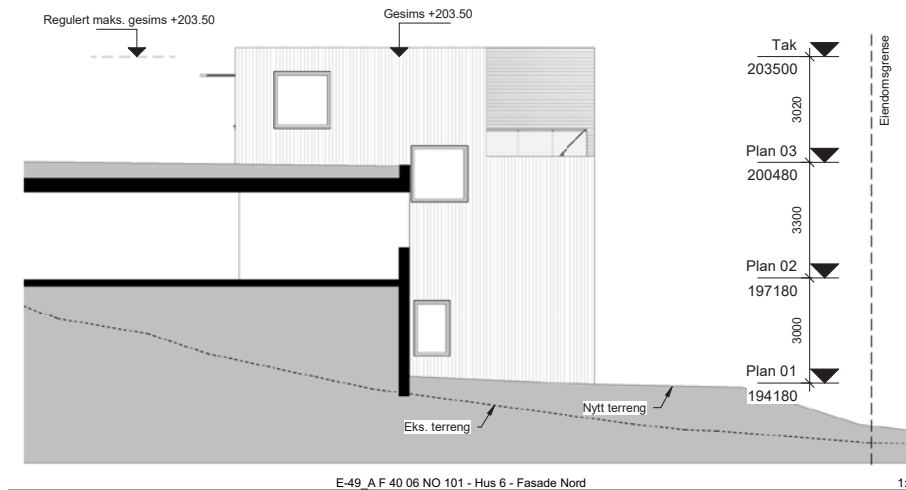 Regulert maks. gesims +203.50
Gesims +203.50
Tak
203500
3020
Plan 03
200480
3300
Plan 02
197180
3000
Plan 01
194180
Eiendomsgrense
Nytt terreng
Eks. terreng
E-49_A F 40 06 NO 101 - Hus 6 - Fasade Nord
1: